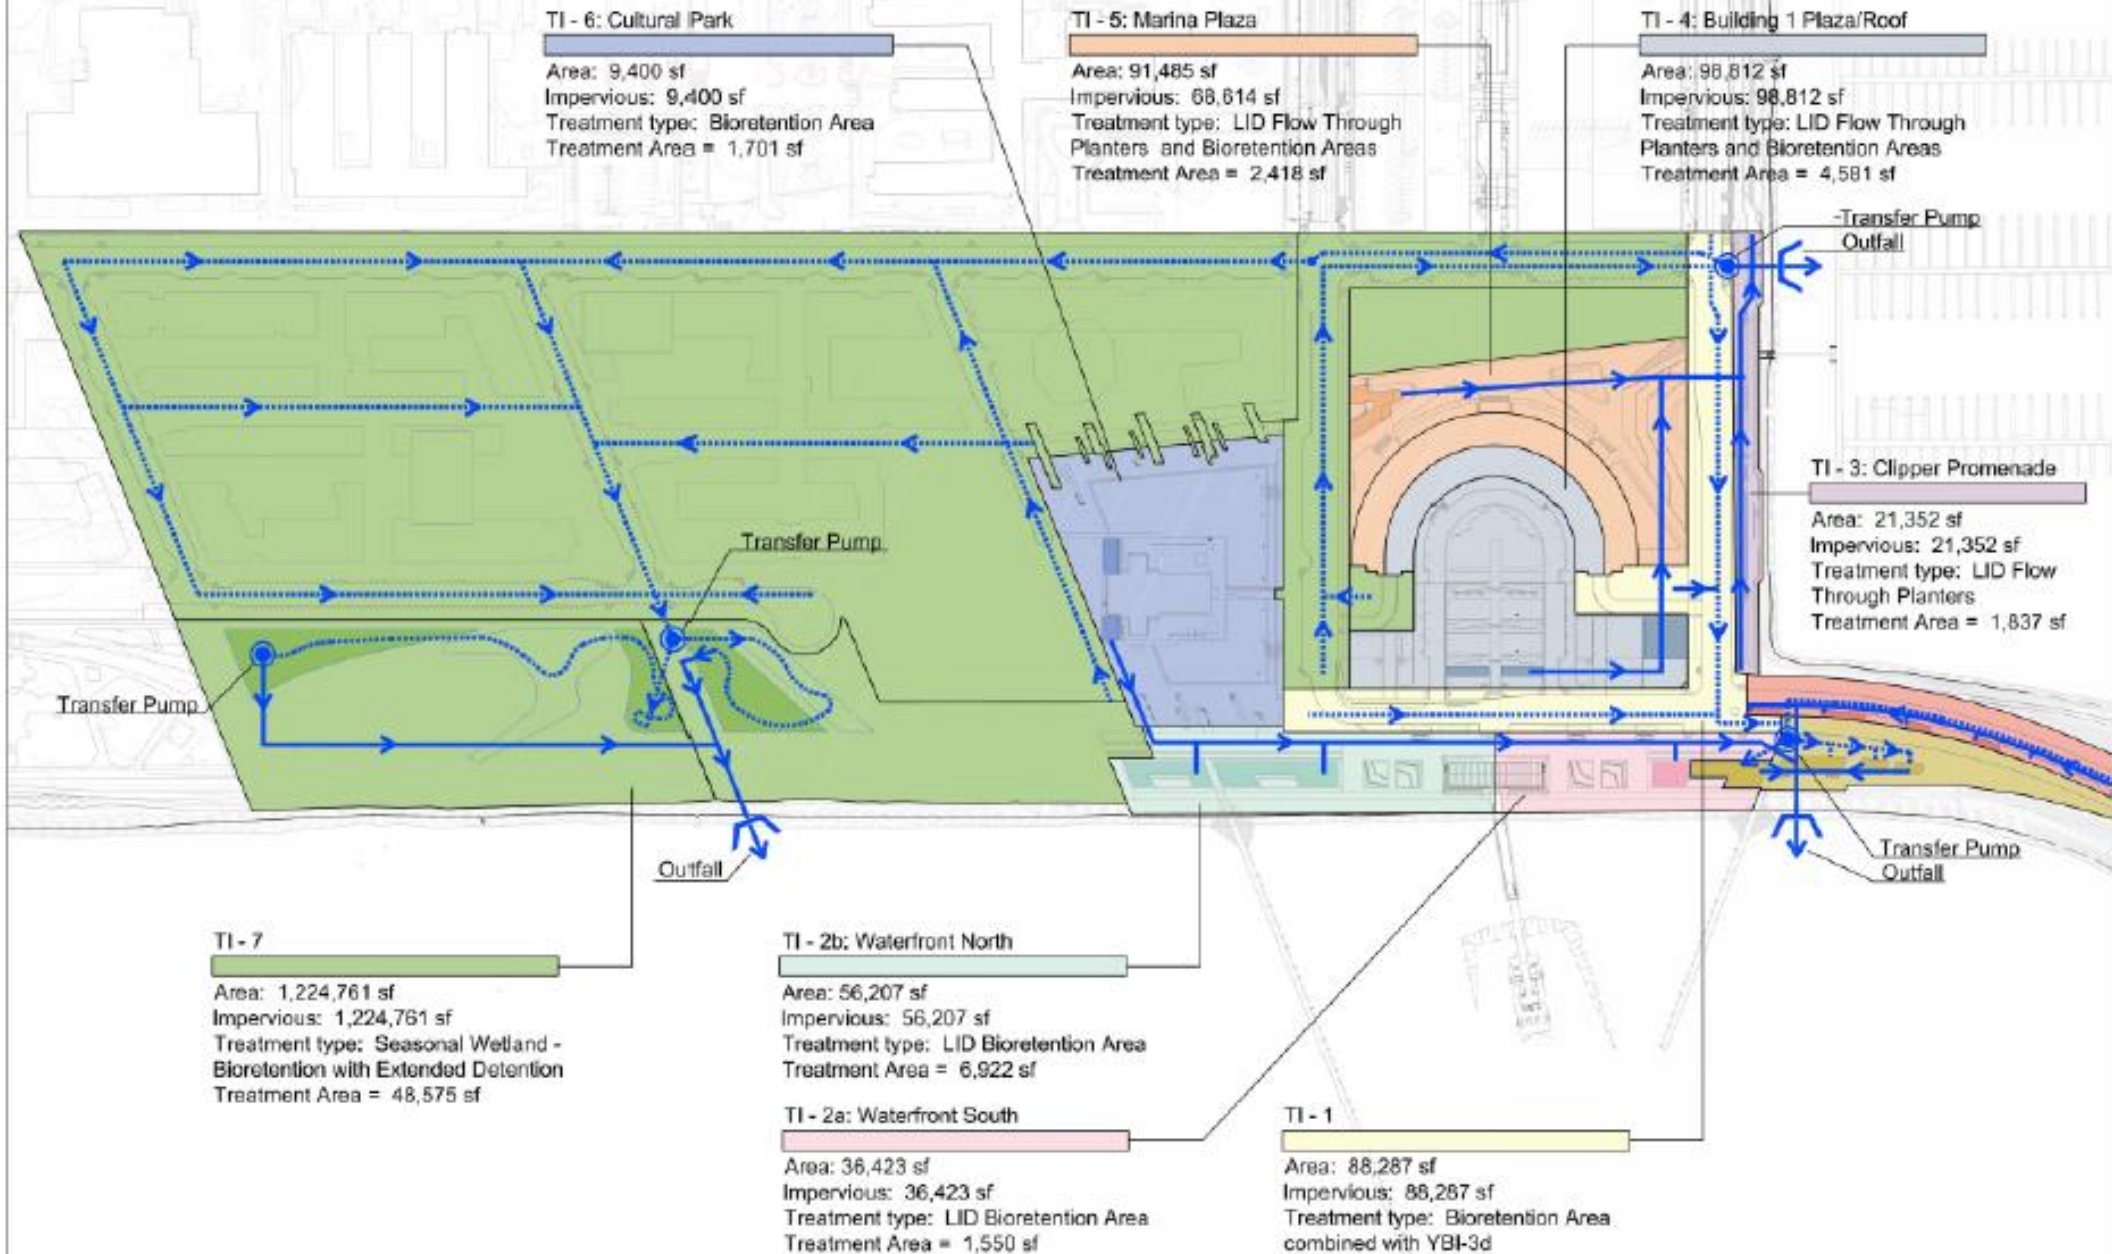 TI - 6: Cultural Park
Area: 9,400 sf
Impervious: 9,400 sf
Treatment type: Bioretention Area
Treatment Area = 1,701 sf
TI - 5: Marina Plaza
Area: 91,485 sf
Impervious: 68,614 sf
Treatment type: LID Flow Through
Planters and Bioretention Areas
Treatment Area = 2,418 sf
TI - 4: Building 1 Plaza/Roof
Area: 98,812 sf
Impervious: 98,812 sf
Treatment type: LID Flow Through
Planters and Bioretention Areas
Treatment Area = 4,581 sf
Transfer Pump
Outfall
TI - 3: Clipper Promenade
Area: 21,352 sf
Impervious: 21,352 sf
Treatment type: LID Flow
Through Planters
Treatment Area = 1,837 sf
Transfer Pump
Transfer Pump
Outfall
Transfer Pump
Outfall
TI - 7
Area: 1,224,761 sf
Impervious: 1,224,761 sf
Treatment type: Seasonal Wetland -
Bioretention with Extended Detention
Treatment Area = 48,575 sf
TI - 2b: Waterfront North
Area: 56,207 sf
Impervious: 56,207 sf
Treatment type: LID Bioretention Area
Treatment Area = 6,922 sf
TI - 2a: Waterfront South
Area: 36,423 sf
Impervious: 36,423 sf
Treatment type: LID Bioretention Area
Treatment Area = 1,550 sf
TI - 1
Area: 88,287 sf
Impervious: 88,287 sf
Treatment type: Bioretention Area
combined with YBI-3d